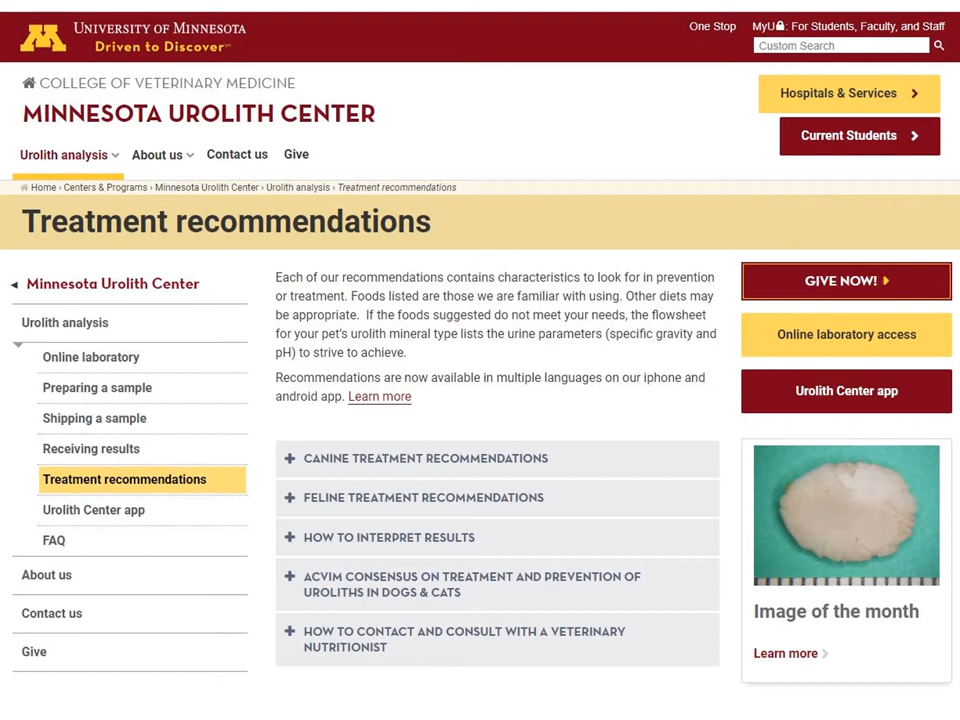 UNIVERSITY OF MINNESOTA
Driven to Discover
One Stop
MyU: For Students, Faculty, and Staff
Custom Search
COLLEGE OF VETERINARY MEDICINE
MINNESOTA UROLITH CENTER
Hospitals & Services
Current Students
Urolith analysis About us Contact us Give
Home › Centers & Programs › Minnesota Urolith Center › Urolith analysis › Treatment recommendations
Treatment recommendations
Minnesota Urolith Center
Urolith analysis
Online laboratory
Preparing a sample
Shipping a sample
Receiving results
Treatment recommendations
Urolith Center app
FAQ
About us
Contact us
Give
Each of our recommendations contains characteristics to look for in prevention
or treatment. Foods listed are those we are familiar with using. Other diets may
be appropriate. If the foods suggested do not meet your needs, the flowsheet
for your pet's urolith mineral type lists the urine parameters (specific gravity and
pH) to strive to achieve.
Recommendations are now available in multiple languages on our iphone and
android app. Learn more
CANINE TREATMENT RECOMMENDATIONS
FELINE TREATMENT RECOMMENDATIONS
HOW TO INTERPRET RESULTS
ACVIM CONSENSUS ON TREATMENT AND PREVENTION OF
UROLITHS IN DOGS & CATS
HOW TO CONTACT AND CONSULT WITH A VETERINARY
NUTRITIONIST
GIVE NOW!
Online laboratory access
Urolith Center app
Image of the month
Learn more